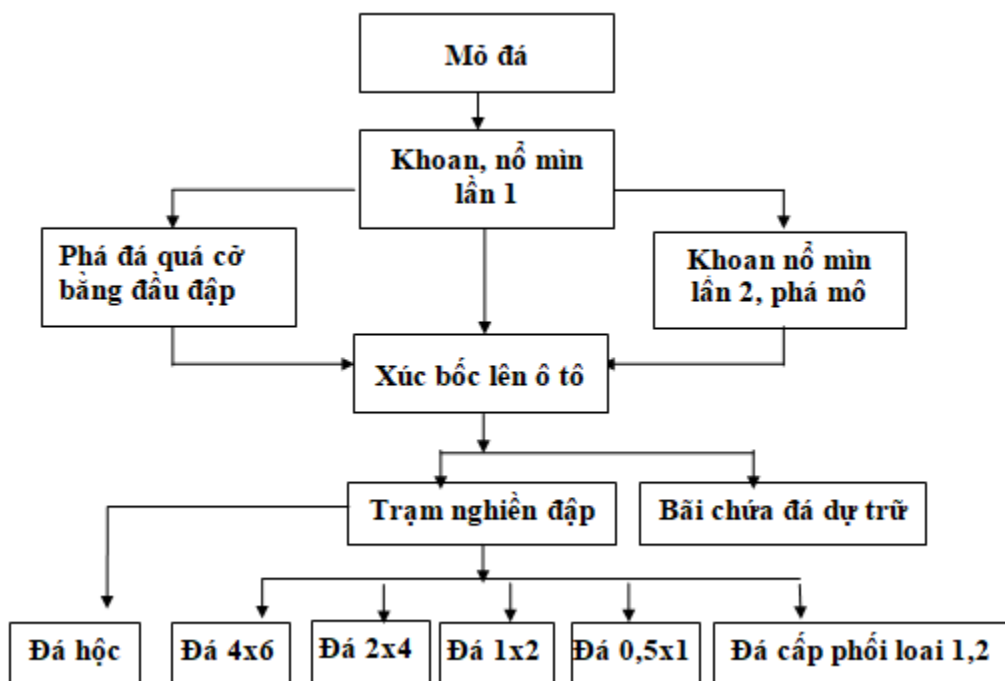 Mỏ đá
Khoan, nổ mìn
lần 1
Phá đá quá cỡ
bằng đầu đập
Khoan nổ mìn
lần 2, phá mô
Xúc bốc lên ô tô
Trạm nghiền đập
Bãi chứa đá dự trữ
Đá hộc
Đá 4x6
Đá 2x4
Đá 1x2
Đá 0,5x1
Đá cấp phối loai 1,2